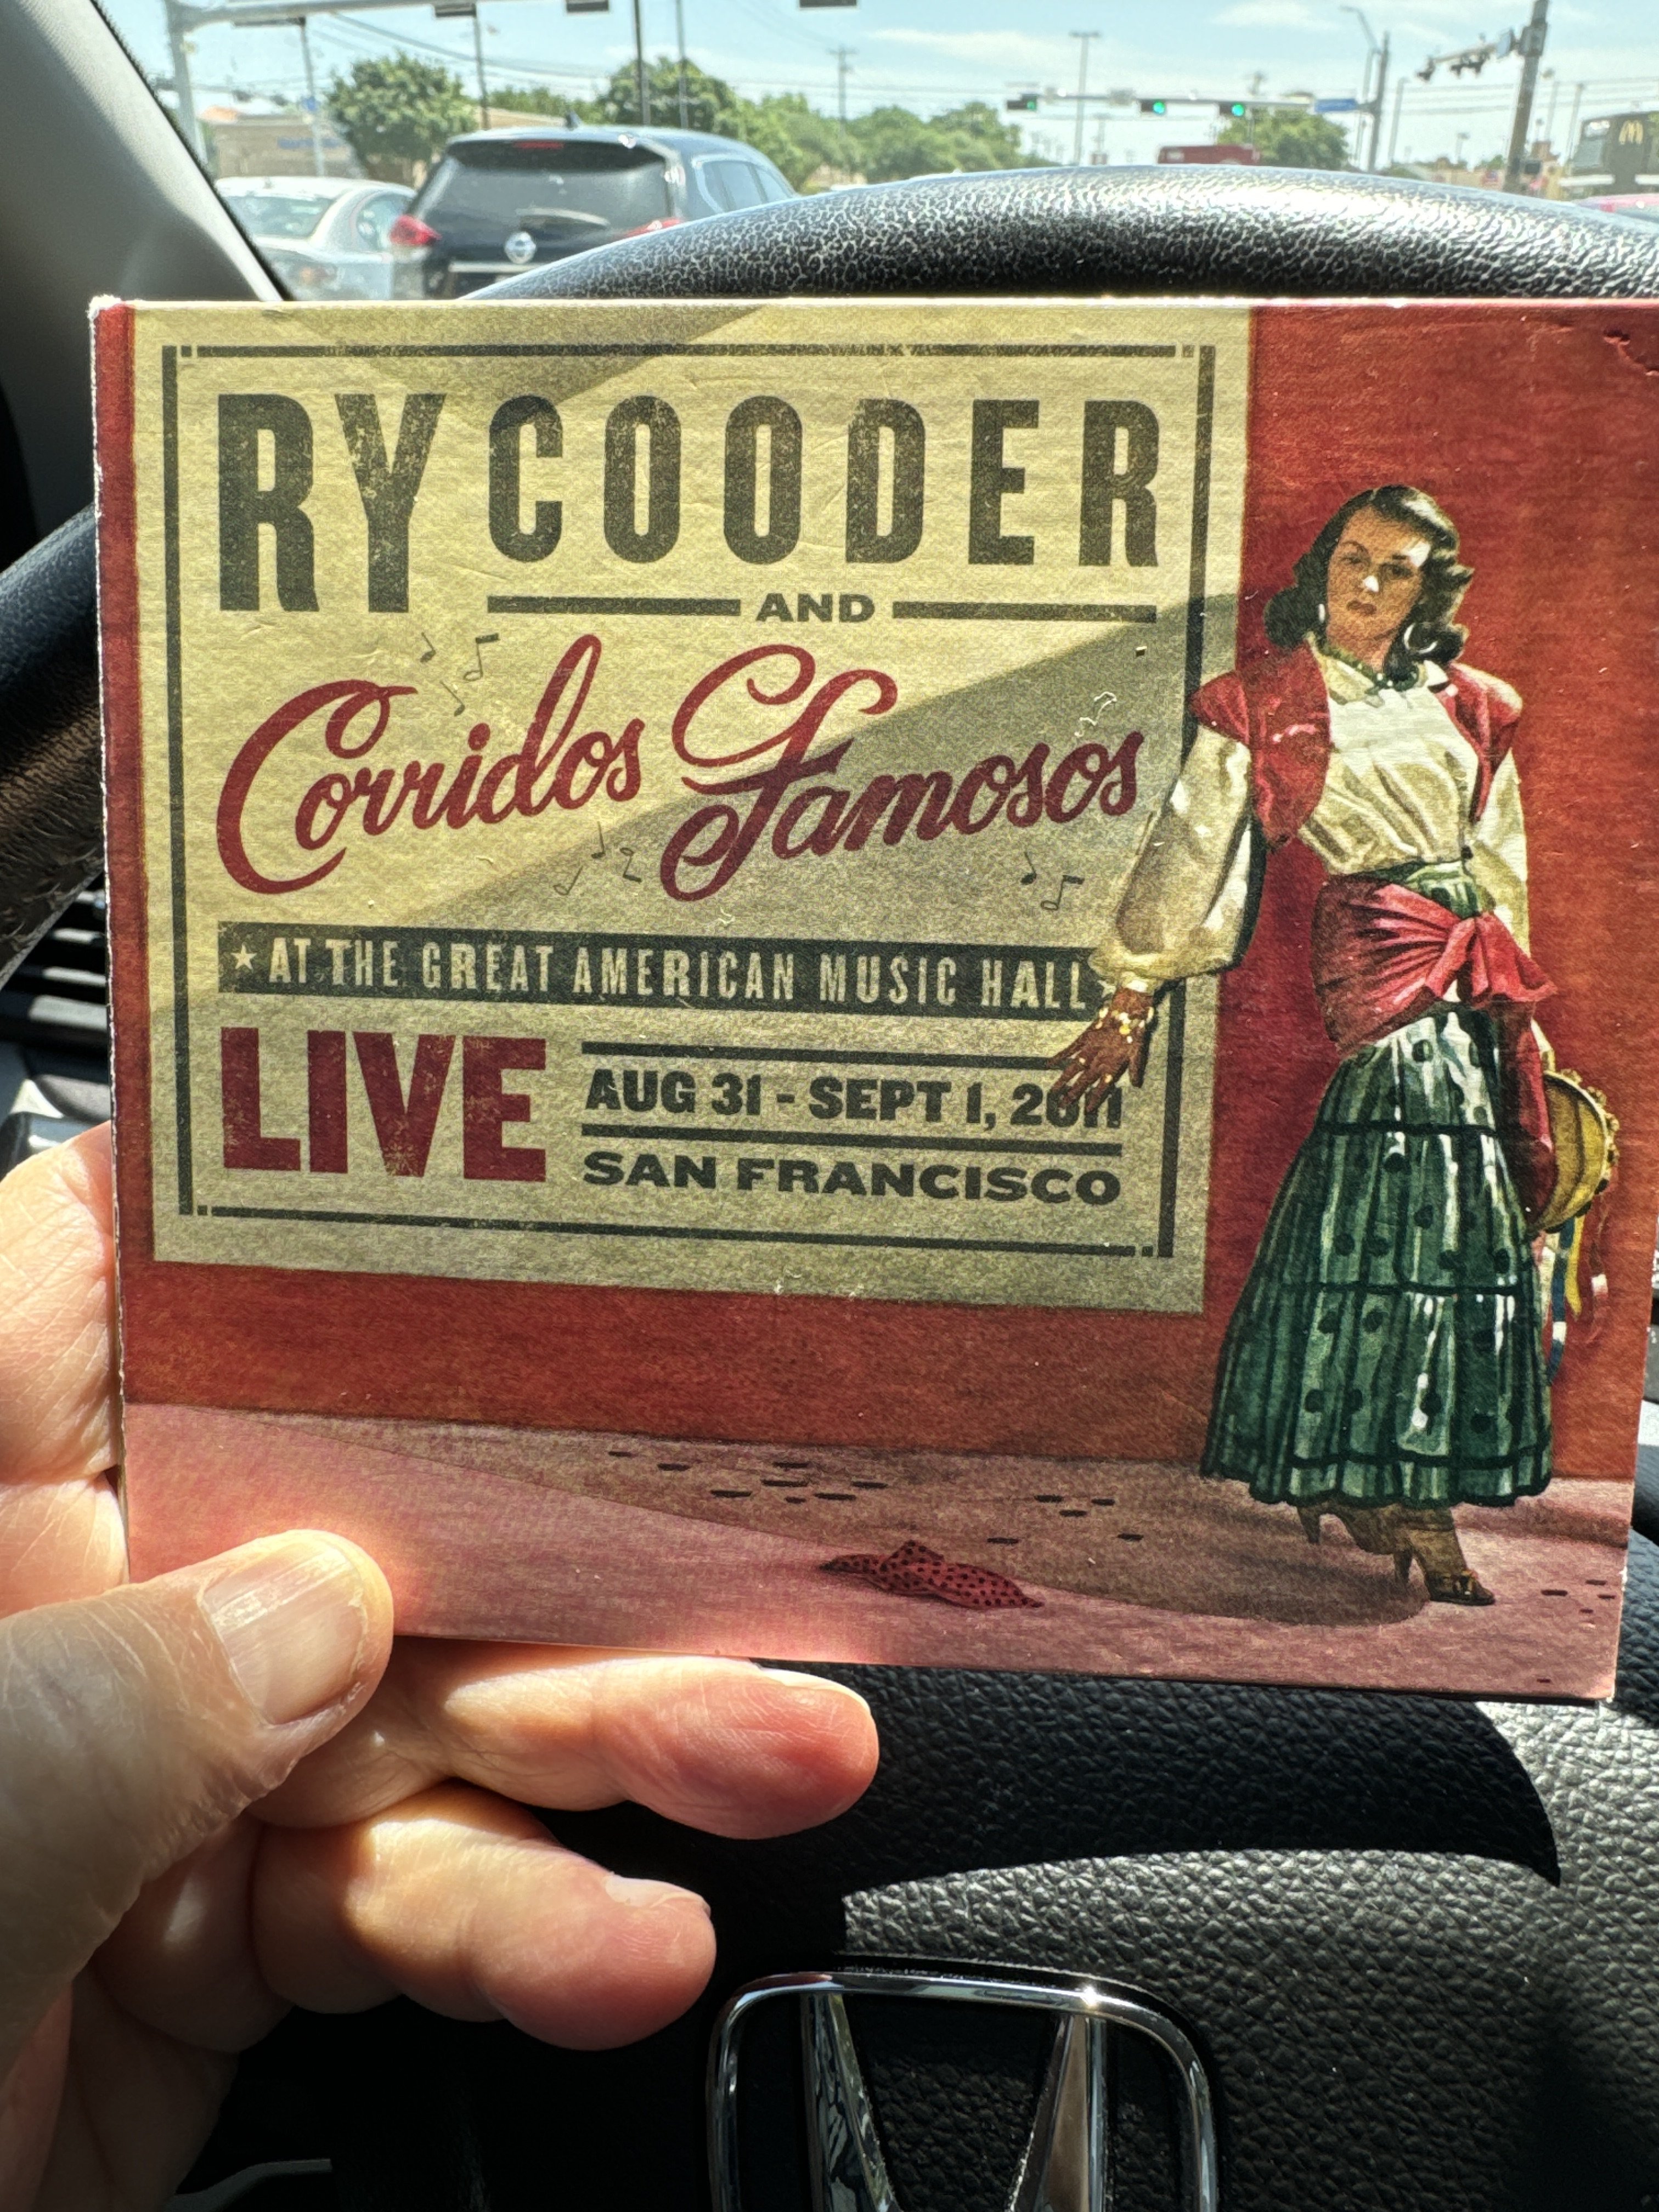 RY COODER
AND
Corridos Famosos
AT THE GREAT AMERICAN MUSIC HALL
LIVE
AUG 31 - SEPT 1, 2011
SAN FRANCISCO